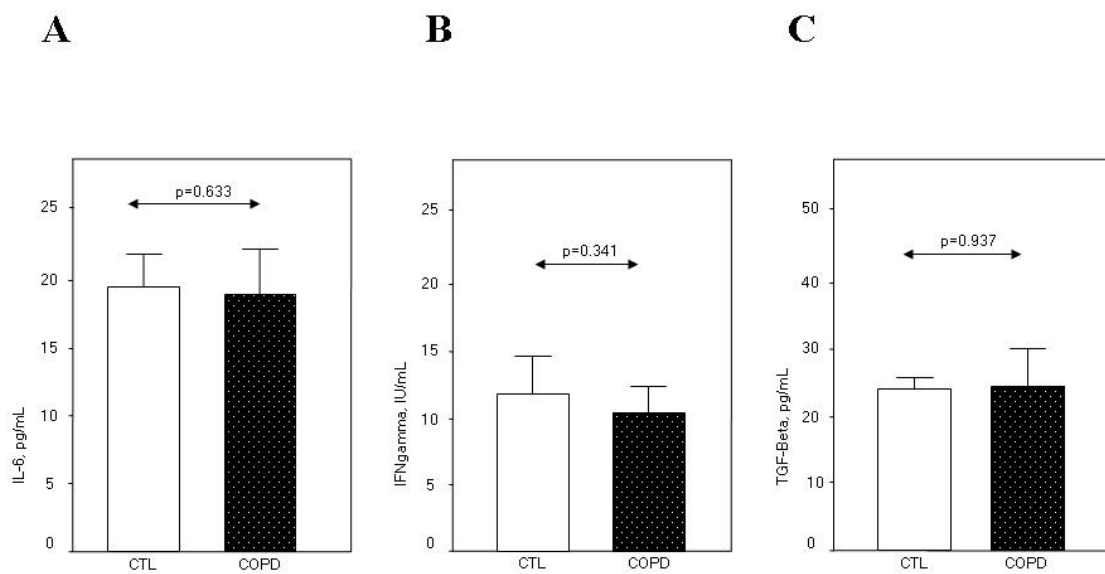 A
B
C
p=0.633
25
20
15
10
5
0
IL-6, pg/mL
CTL
COPD
p=0.341
25
20
15
10
5
0
IFNgamma, IU/mL
CTL
COPD
p=0.937
50
40
30
20
10
0
TGF-Beta, pg/mL
CTL
COPD